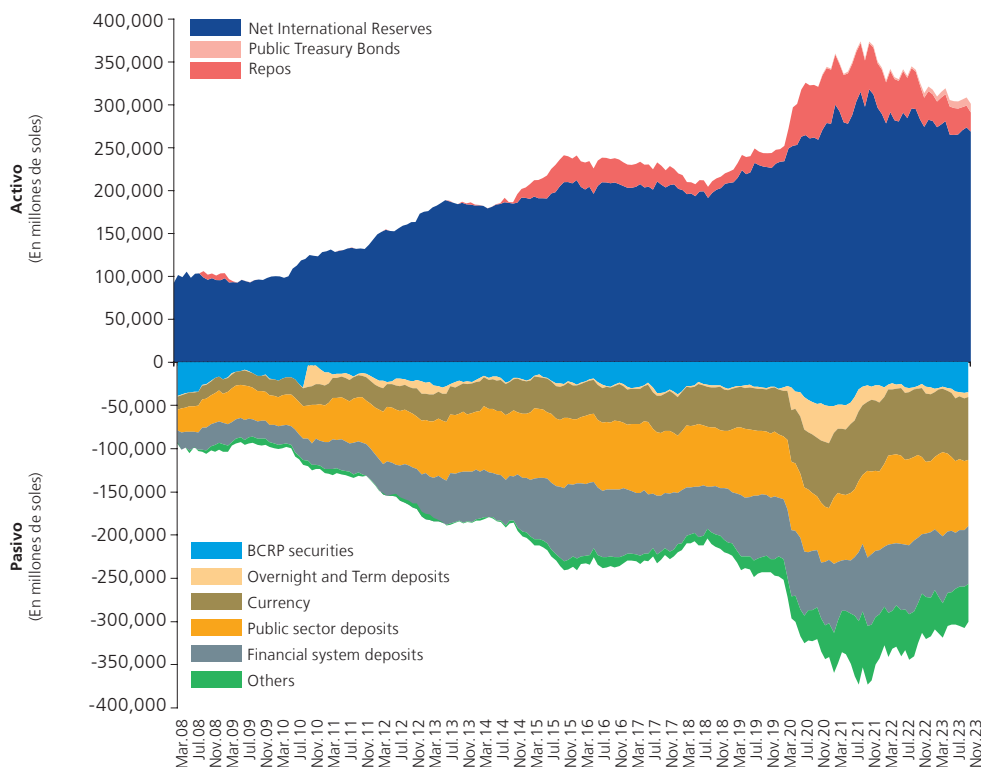 Activo
(En millones de soles)
400,000
350,000
300,000
250,000
200,000
150,000
100,000
50,000
0
Net International Reserves
Public Treasury Bonds
Repos
Pasivo
(En millones de soles)
-50,000
-100,000
-150,000
-200,000
-250,000
-300,000
-350,000
-400,000
BCRP securities
Overnight and Term deposits
Currency
Public sector deposits
Financial system deposits
Others
Mar.08
Jul.08
Nov.08
Mar.09
Jul.09
Nov.09
Mar.10
Jul.10
Nov.10
Mar.11
Jul.11
Nov.11
Mar.12
Jul.12
Nov.12
Mar.13
Jul.13
Nov.13
Mar.14
Jul.14
Nov.14
Mar.15
Jul.15
Nov.15
Mar.16
Jul.16
Nov.16
Mar.17
Jul.17
Nov.17
Mar.18
Jul.18
Nov.18
Mar.19
Jul.19
Nov.19
Mar.20
Jul.20
Nov.20
Mar.21
Jul.21
Nov.21
Mar.22
Jul.22
Nov.22
Mar.23
Jul.23
Nov.23